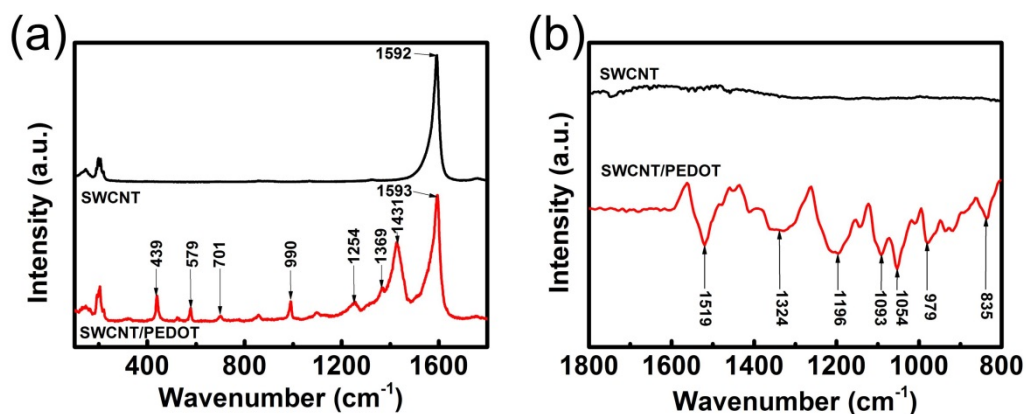 (a)
Intensity (a.u.)
1592
SWCNT
1593
439
579
701
990
1254
1369
1431
SWCNT/PEDOT
400
800
1200
1600
Wavenumber (cm⁻¹)
(b)
Intensity (a.u.)
SWCNT
SWCNT/PEDOT
1519
1324
1196
1093
1054
979
835
1800
1600
1400
1200
1000
800
Wavenumber (cm⁻¹)